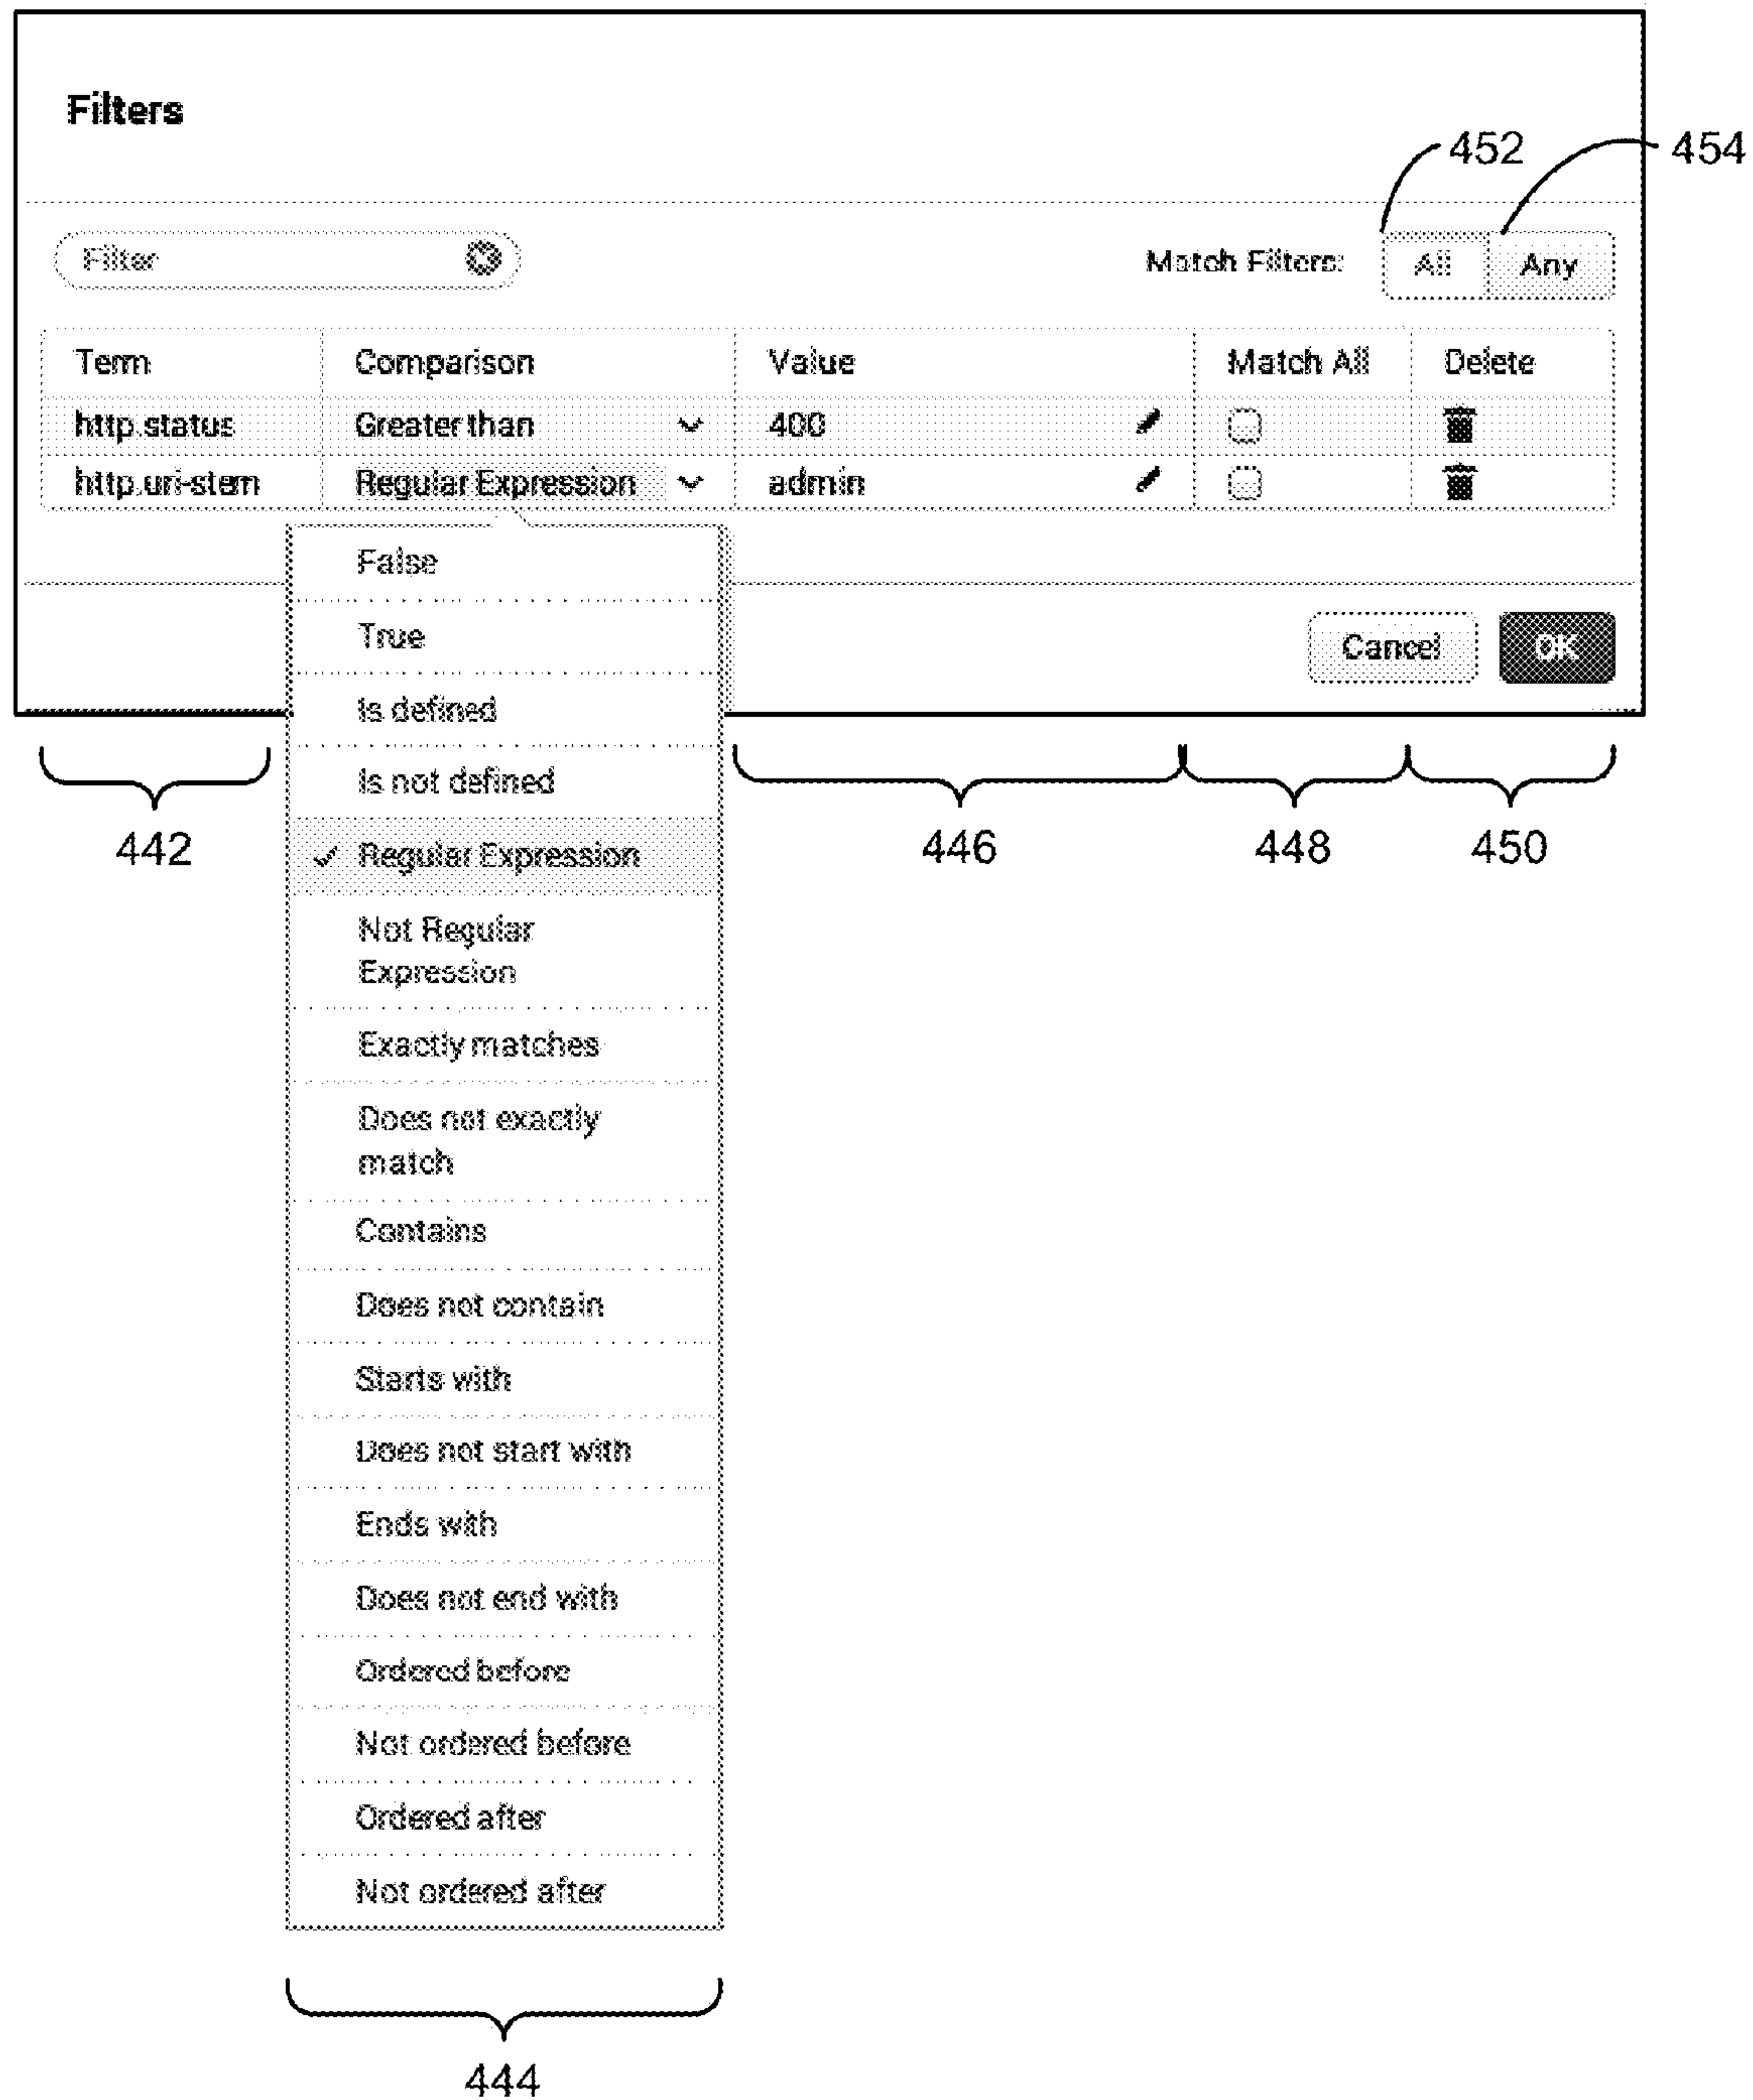 Filters
452
454
Filter
Match Filters:
All
Any
Term
Comparison
Value
Match All
Delete
http.status
Greater than
400
http.uri-stem
Regular Expression
admin
False
True
Cancel
OK
Is defined
Is not defined
442
446
448
450
Regular Expression
Not Regular
Expression
Exactly matches
Does not exactly
match
Contains
Does not contain
Starts with
Does not start with
Ends with
Does not end with
Ordered before
Not ordered before
Ordered after
Not ordered after
444